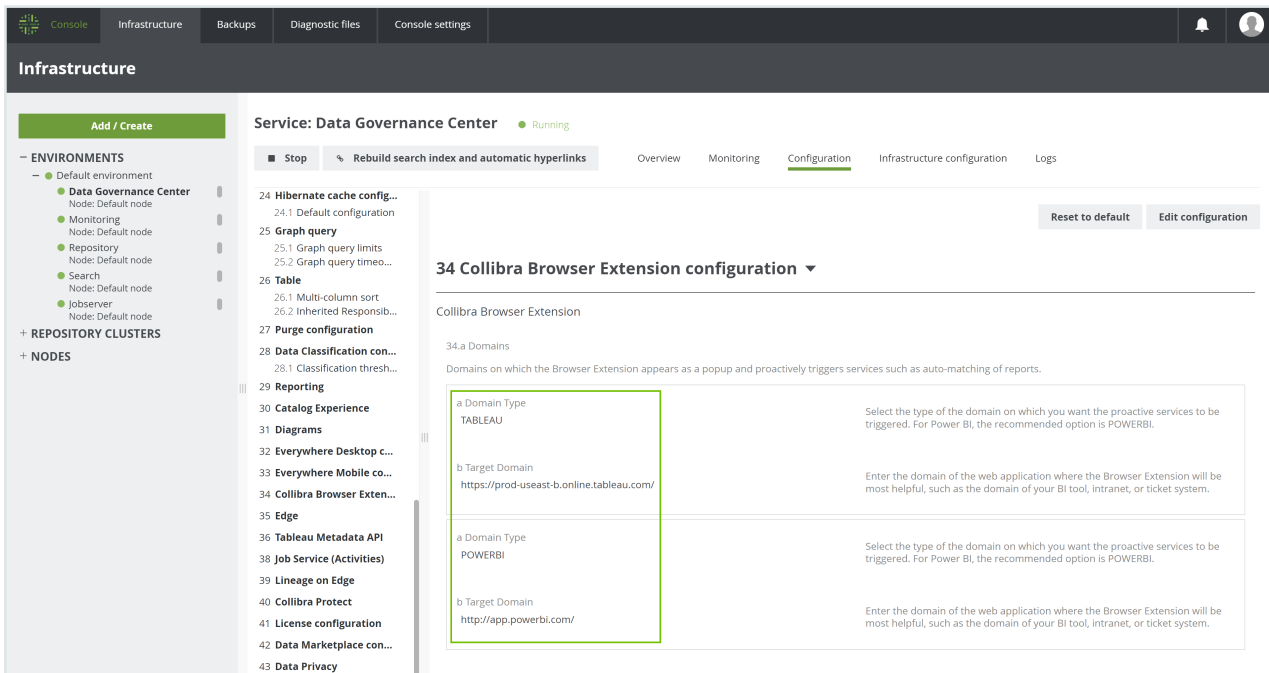 Console
Infrastructure
Backups
Diagnostic files
Console settings
Infrastructure
Add / Create
− ENVIRONMENTS
− Default environment
Data Governance Center
Node: Default node
Monitoring
Node: Default node
Repository
Node: Default node
Search
Node: Default node
Jobserver
Node: Default node
+ REPOSITORY CLUSTERS
+ NODES
Service: Data Governance Center
Running
Stop
Rebuild search index and automatic hyperlinks
Overview
Monitoring
Configuration
Infrastructure configuration
Logs
24 Hibernate cache config...
24.1 Default configuration
25 Graph query
25.1 Graph query limits
25.2 Graph query timeo...
26 Table
26.1 Multi-column sort
26.2 Inherited Responsib...
27 Purge configuration
28 Data Classification con...
28.1 Classification thresh...
29 Reporting
30 Catalog Experience
31 Diagrams
32 Everywhere Desktop c...
33 Everywhere Mobile co...
34 Collibra Browser Exten...
35 Edge
36 Tableau Metadata API
38 Job Service (Activities)
39 Lineage on Edge
40 Collibra Protect
41 License configuration
42 Data Marketplace con...
43 Data Privacy
Reset to default
Edit configuration
34 Collibra Browser Extension configuration
Collibra Browser Extension
34.a Domains
Domains on which the Browser Extension appears as a popup and proactively triggers services such as auto-matching of reports.
a Domain Type
TABLEAU
Select the type of the domain on which you want the proactive services to be
triggered. For Power BI, the recommended option is POWERBI.
b Target Domain
https://prod-useast-b.online.tableau.com/
Enter the domain of the web application where the Browser Extension will be
most helpful, such as the domain of your BI tool, intranet, or ticket system.
a Domain Type
POWERBI
Select the type of the domain on which you want the proactive services to be
triggered. For Power BI, the recommended option is POWERBI.
b Target Domain
http://app.powerbi.com/
Enter the domain of the web application where the Browser Extension will be
most helpful, such as the domain of your BI tool, intranet, or ticket system.